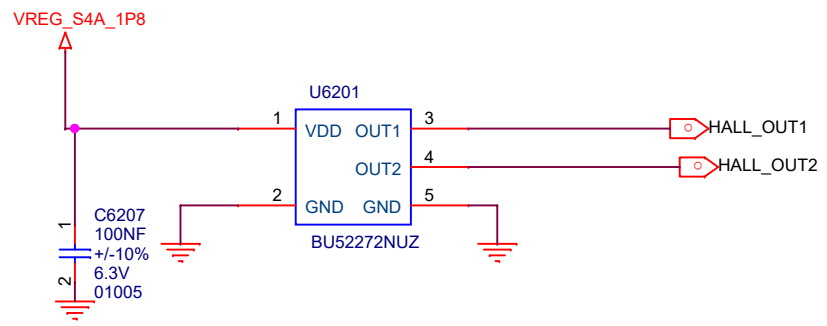 VREG_S4A_1P8
U6201
1
VDD
OUT1
3
HALL_OUT1
OUT2
4
HALL_OUT2
2
GND
GND
5
BU52272NUZ
1
C6207
100NF
+/-10%
6.3V
01005
2